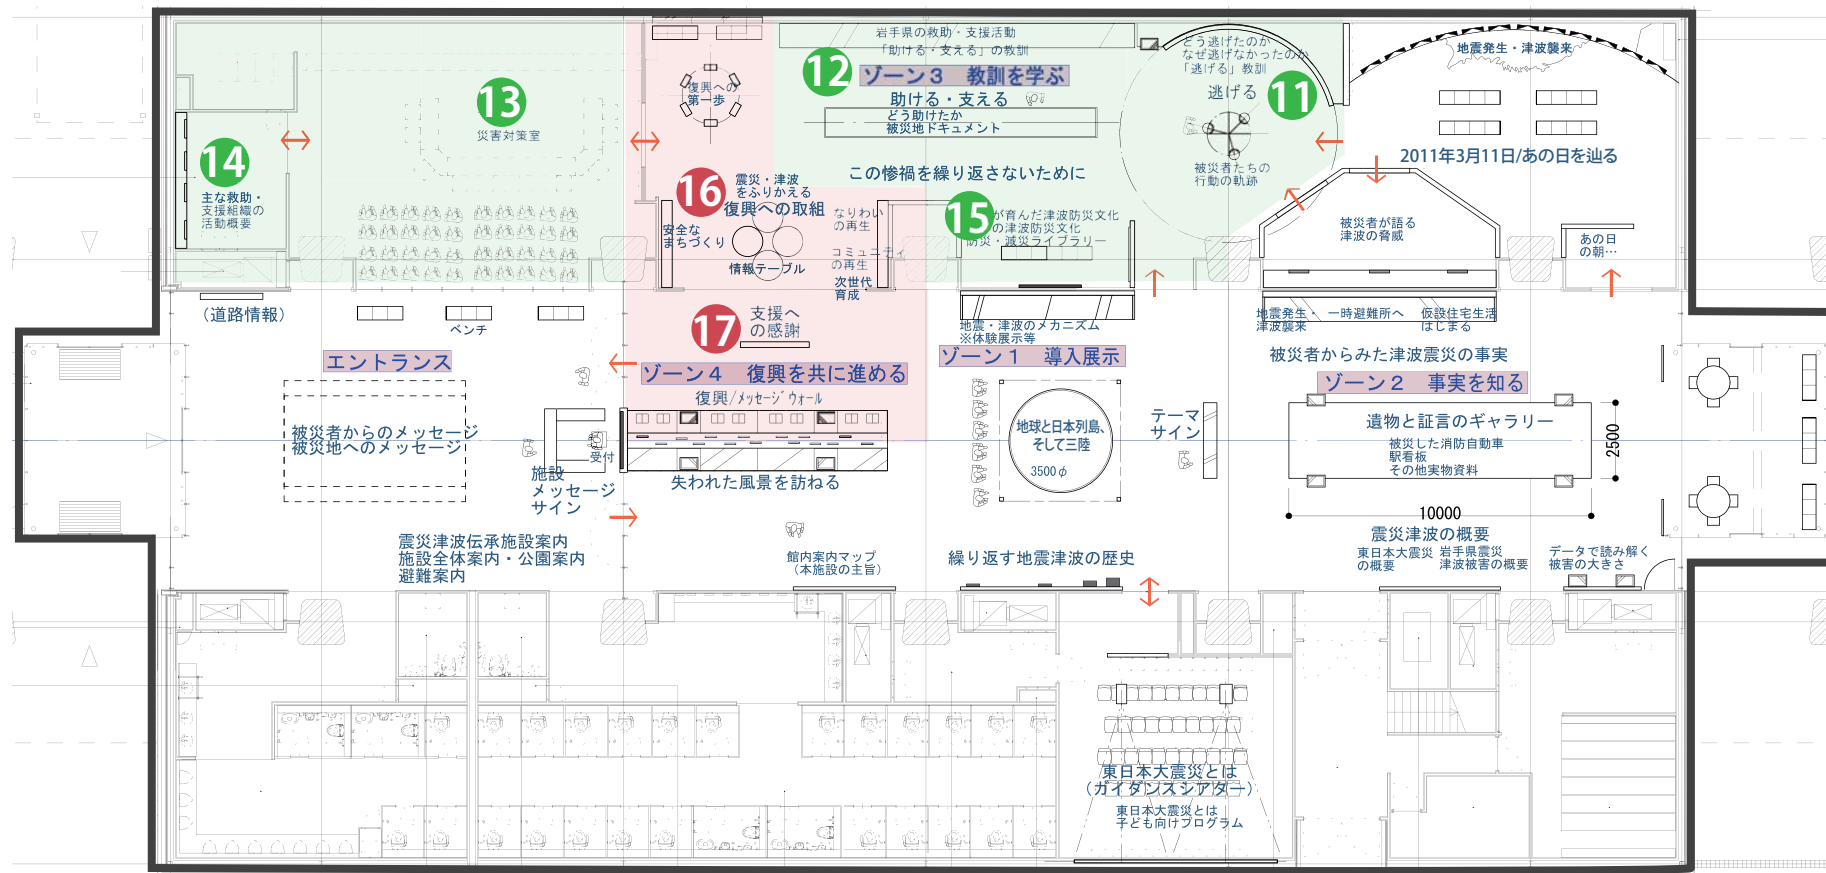 岩手県の救助・支援活動
「助ける・支える」の教訓
12
ゾーン３　教訓を学ぶ
助ける・支える
どう助けたか
被災地ドキュメント
この惨禍を繰り返さないために
どう逃げたのか
なぜ逃げなかったのか
「逃げる」教訓
逃げる
11
被災者たちの
行動の軌跡
地震発生・津波襲来
2011年3月11日/あの日を辿る
13
災害対策室
14
主な救助・
支援組織の
活動概要
復興への
第一歩
16
震災・津波
をふりかえる
復興への取組
安全な
まちづくり
情報テーブル
なりわい
の再生
コミュニティ
の再生
次世代
育成
15
が育んだ津波防災文化
の津波防災文化
防災・減災ライブラリー
被災者が語る
津波の脅威
あの日
の朝…
（道路情報）
ベンチ
エントランス
17
支援へ
の感謝
ゾーン４　復興を共に進める
復興/メッセージウォール
地震・津波のメカニズム
※体験展示等
ゾーン１　導入展示
地震発生・
津波襲来
一時避難所へ
仮設住宅生活
はじまる
被災者からみた津波震災の事実
ゾーン２　事実を知る
被災者からのメッセージ
被災地へのメッセージ
受付
施設
メッセージ
サイン
失われた風景を訪ねる
地球と日本列島、
そして三陸
3500φ
テーマ
サイン
遺物と証言のギャラリー
被災した消防自動車
駅看板
その他実物資料
2500
10000
震災津波伝承施設案内
施設全体案内・公園案内
避難案内
館内案内マップ
（本施設の主旨）
繰り返す地震津波の歴史
震災津波の概要
東日本大震災
の概要
岩手県震災
津波被害の概要
データで読み解く
被害の大きさ
東日本大震災とは
（ガイダンスシアター）
東日本大震災とは
子ども向けプログラム